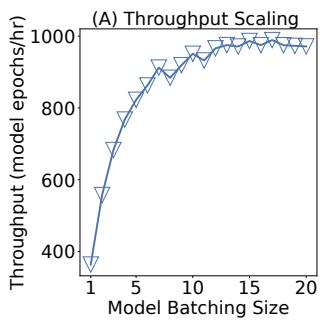 (A) Throughput Scaling
Throughput (model epochs/hr)
1000
800
600
400
1 5 10 15 20
Model Batching Size